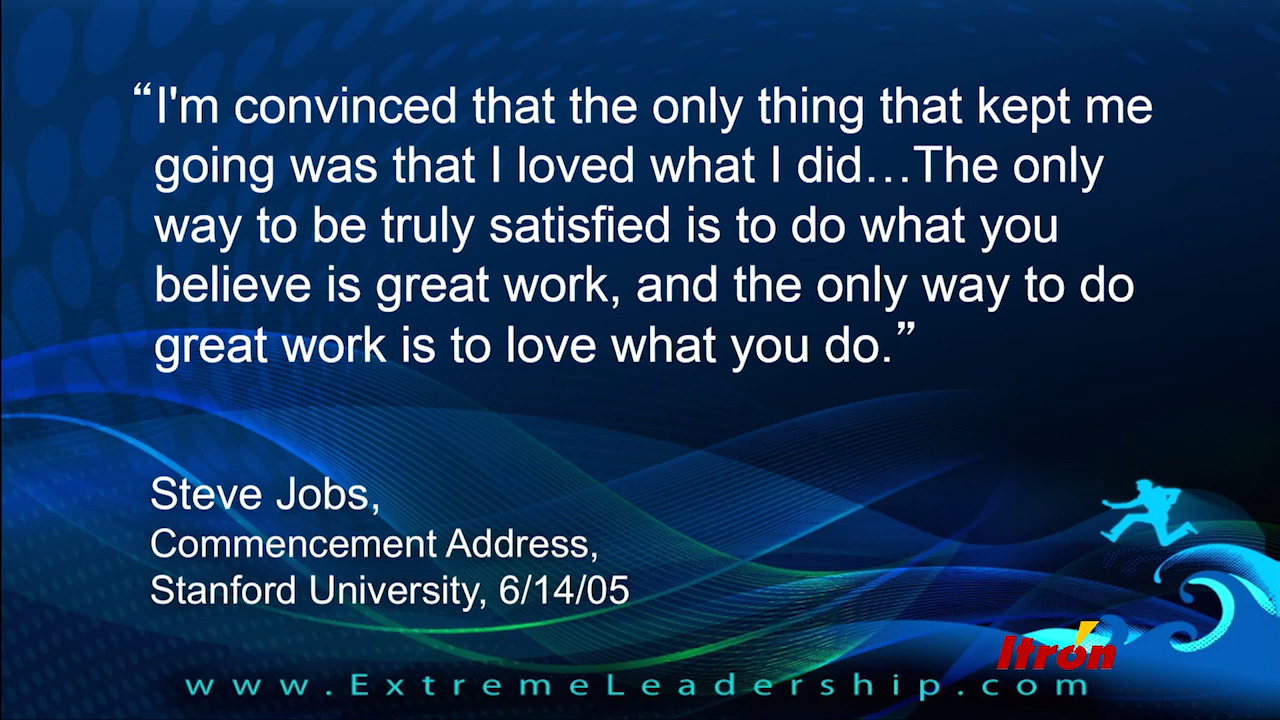 “I'm convinced that the only thing that kept me
going was that I loved what I did…The only
way to be truly satisfied is to do what you
believe is great work, and the only way to do
great work is to love what you do.”
Steve Jobs,
Commencement Address,
Stanford University, 6/14/05
Itrón
www.ExtremeLeadership.com